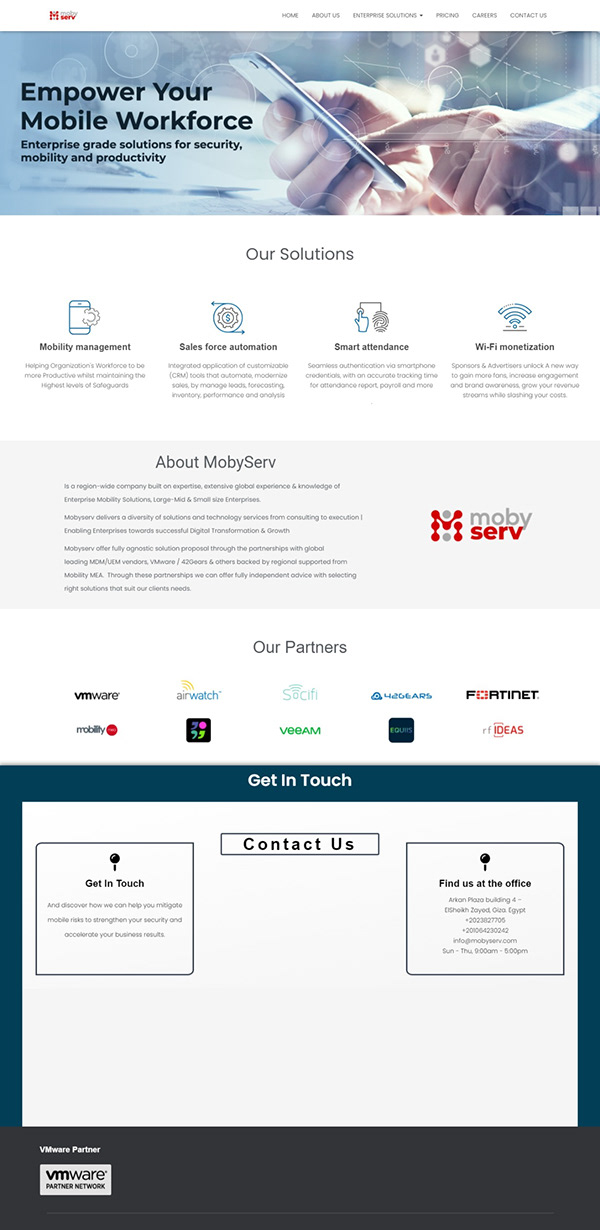 moby
serv
HOME
ABOUT US
ENTERPRISE SOLUTIONS
PRICING
CAREERS
CONTACT US
Empower Your
Mobile Workforce
Enterprise grade solutions for security,
mobility and productivity
Our Solutions
Mobility management
Helping Organization's Workforce to be
more Productive whilst maintaining the
Highest levels of Safeguards
Sales force automation
Integrated application of customizable
(CRM) tools that automate, modernize
sales, by manage leads, forecasting,
inventory, performance and analysis
Smart attendance
Seamless authentication via smartphone
credentials, with an accurate tracking time
for attendance report, payroll and more
Wi-Fi monetization
Sponsors & Advertisers unlock A new way
to gain more fans, increase engagement
and brand awareness, grow your revenue
streams while slashing your costs.
About MobyServ
Is a region-wide company built on expertise, extensive global experience & knowledge of
Enterprise Mobility Solutions, Large-Mid & Small size Enterprises.
Mobyserv delivers a diversity of solutions and technology services from consulting to execution |
Enabling Enterprises towards successful Digital Transformation & Growth
Mobyserv offer fully agnostic solution proposal through the partnerships with global
leading MDM/UEM vendors, VMware / 42Gears & others backed by regional supported from
Mobility MEA. Through these partnerships we can offer fully independent advice with selecting
right solutions that suit our clients needs.
moby
serv
Our Partners
vmware
airwatch
Socifi
42GEARS
FORTINET
mobility
veeAM
EQUIIS
rf IDEAS
Get In Touch
Contact Us
Get In Touch
And discover how we can help you mitigate
mobile risks to strengthen your security and
accelerate your business results.
Find us at the office
Arkan Plaza building 4 –
ElSheikh Zayed, Giza. Egypt
+2023827705
+201064230242
info@mobyserv.com
Sun - Thu, 9:00am - 5:00pm
VMware Partner
vmware
PARTNER NETWORK